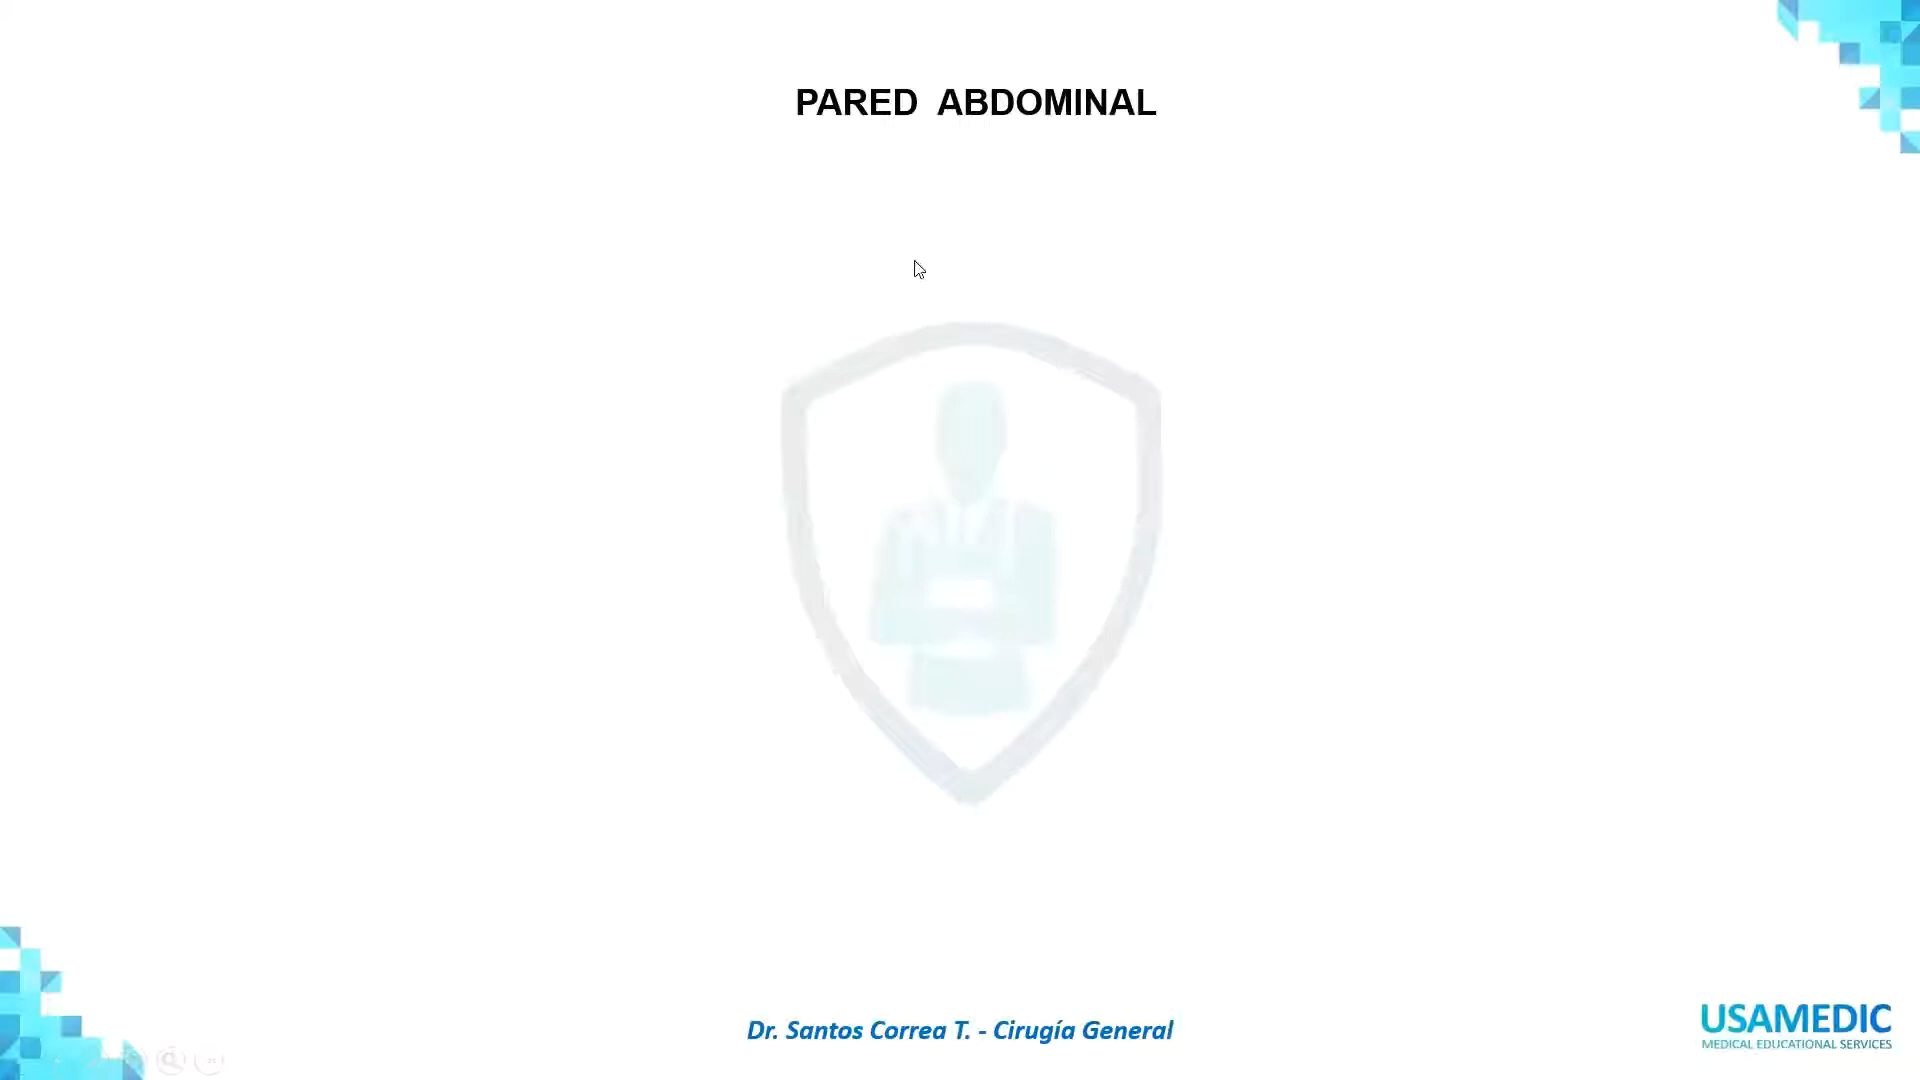 PARED ABDOMINAL
Dr. Santos Correa T. - Cirugía General
USAMEDIC
MEDICAL EDUCATIONAL SERVICES